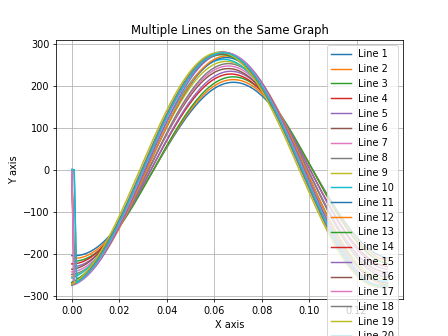 Multiple Lines on the Same Graph
Y axis
300
200
100
0
−100
−200
−300
0.00
0.02
0.04
0.06
0.08
0.10
X axis
Line 1
Line 2
Line 3
Line 4
Line 5
Line 6
Line 7
Line 8
Line 9
Line 10
Line 11
Line 12
Line 13
Line 14
Line 15
Line 16
Line 17
Line 18
Line 19
Line 20